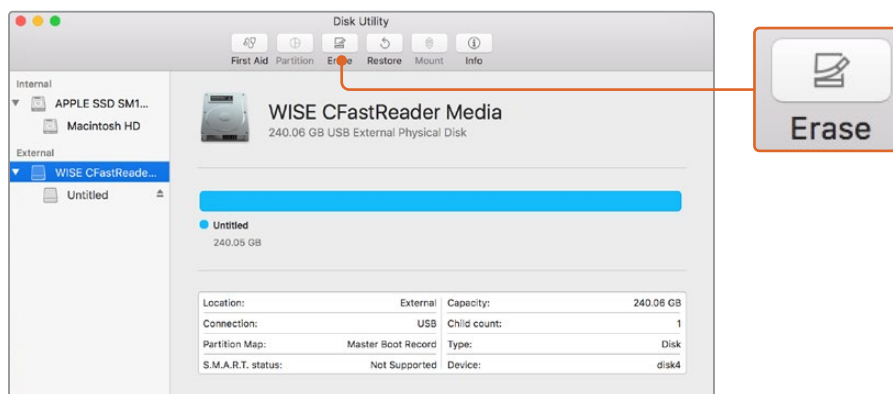 Disk Utility
First Aid Partition Erase Restore Mount Info
Internal
APPLE SSD SM1...
Macintosh HD
External
WISE CFastReade...
Untitled
WISE CFastReader Media
240.06 GB USB External Physical Disk
Untitled
240.05 GB
Location: External Capacity: 240.06 GB
Connection: USB Child count: 1
Partition Map: Master Boot Record Type: Disk
S.M.A.R.T. status: Not Supported Device: disk4
Erase